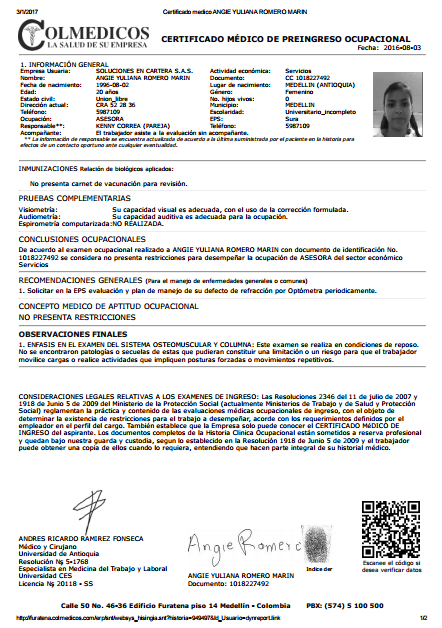 3/1/2017
Certificado medico ANGIE YULIANA ROMERO MARIN
COLMEDICOS
LA SALUD DE SU EMPRESA
CERTIFICADO MÉDICO DE PREINGRESO OCUPACIONAL
Fecha: 2016-08-03
1. INFORMACIÓN GENERAL
Empresa Usuaria: SOLUCIONES EN CARTERA S.A.S. Actividad económica: Servicios
Nombre: ANGIE YULIANA ROMERO MARIN Documento: CC 1018227492
Fecha de nacimiento: 1996-08-02 Lugar de nacimiento: MEDELLIN (ANTIOQUIA)
Edad: 20 años Género: Femenino
Estado civil: Union_libre No. hijos vivos: 0
Dirección actual: CRA 52 28 36 Municipio: MEDELLIN
Teléfono: 5987109 Escolaridad: Universitario_incompleto
Ocupación: ASESORA EPS: Sura
Responsable**: KENNY CORREA (PAREJA) Teléfono: 5987109
Acompañante: El trabajador asiste a la evaluación sin acompañante.
** La información de responsable se encuentra actualizada de acuerdo a la última suministrada por el paciente en la historia para
efectos de un contacto oportuno ante cualquier eventualidad.
INMUNIZACIONES Relación de biológicos aplicados:
No presenta carnet de vacunación para revisión.
PRUEBAS COMPLEMENTARIAS
Visiometría: Su capacidad visual es adecuada, con el uso de la corrección formulada.
Audiometría: Su capacidad auditiva es adecuada para la ocupación.
Espirometría computarizada:NO REALIZADA.
CONCLUSIONES OCUPACIONALES
De acuerdo al examen ocupacional realizado a ANGIE YULIANA ROMERO MARIN con documento de identificación No.
1018227492 se considera no presenta restricciones para desempeñar la ocupación de ASESORA del sector económico
Servicios
RECOMENDACIONES GENERALES (Para el manejo de enfermedades generales o comunes)
1. Solicitar en la EPS evaluación y plan de manejo de su defecto de refracción por Optómetra periodicamente.
CONCEPTO MEDICO DE APTITUD OCUPACIONAL
NO PRESENTA RESTRICCIONES
OBSERVACIONES FINALES
1. ENFASIS EN EL EXAMEN DEL SISTEMA OSTEOMUSCULAR Y COLUMNA: Este examen se realiza en condiciones de reposo.
No se encontraron patologías o secuelas de estas que pudieran constituir una limitación o un riesgo para que el trabajador
movilice cargas o realice actividades que impliquen posturas forzadas o movimientos repetitivos.
CONSIDERACIONES LEGALES RELATIVAS A LOS EXAMENES DE INGRESO: Las Resoluciones 2346 del 11 de julio de 2007 y
1918 de Junio 5 de 2009 del Ministerio de la Protección Social (actualmente Ministerios de Trabajo y de Salud y Protección
Social) reglamentan la práctica y contenido de las evaluaciones médicas ocupacionales de ingreso, con el objeto de
determinar la existencia de restricciones para el trabajo a desempeñar, acorde con los requerimientos definidos por el
empleador en el perfil del cargo. También establece que la Empresa solo puede conocer el CERTIFICADO MÉDICO DE
INGRESO del aspirante. Los documentos completos de la Historia Clínica Ocupacional están sometidos a reserva profesional
y quedan bajo nuestra guarda y custodia, segun lo establecido en la Resolución 1918 de Junio 5 de 2009 y el trabajador
puede obtener una copia de ellos cuando lo requiera, entendiendo que hacen parte integral de su historial médico.
Angie Romero
ANDRES RICARDO RAMIREZ FONSECA
Médico y Cirujano
Universidad de Antioquia
Resolución № 5-1768
Especialista en Medicina del Trabajo y Laboral
Universidad CES
Licencia № 20118 - SS
ANGIE YULIANA ROMERO MARIN
Documento: 1018227492
Indice der
Escanee el código si
desea verificar datos
Calle 50 No. 46-36 Edificio Furatena piso 14 Medellin - Colombia PBX: (574) 5 100 500
http://furatena.colmedicos.com/erp/snt/websys_hisingia.snt?historia=949497&Id_Usuario=dynreport.link
1/2